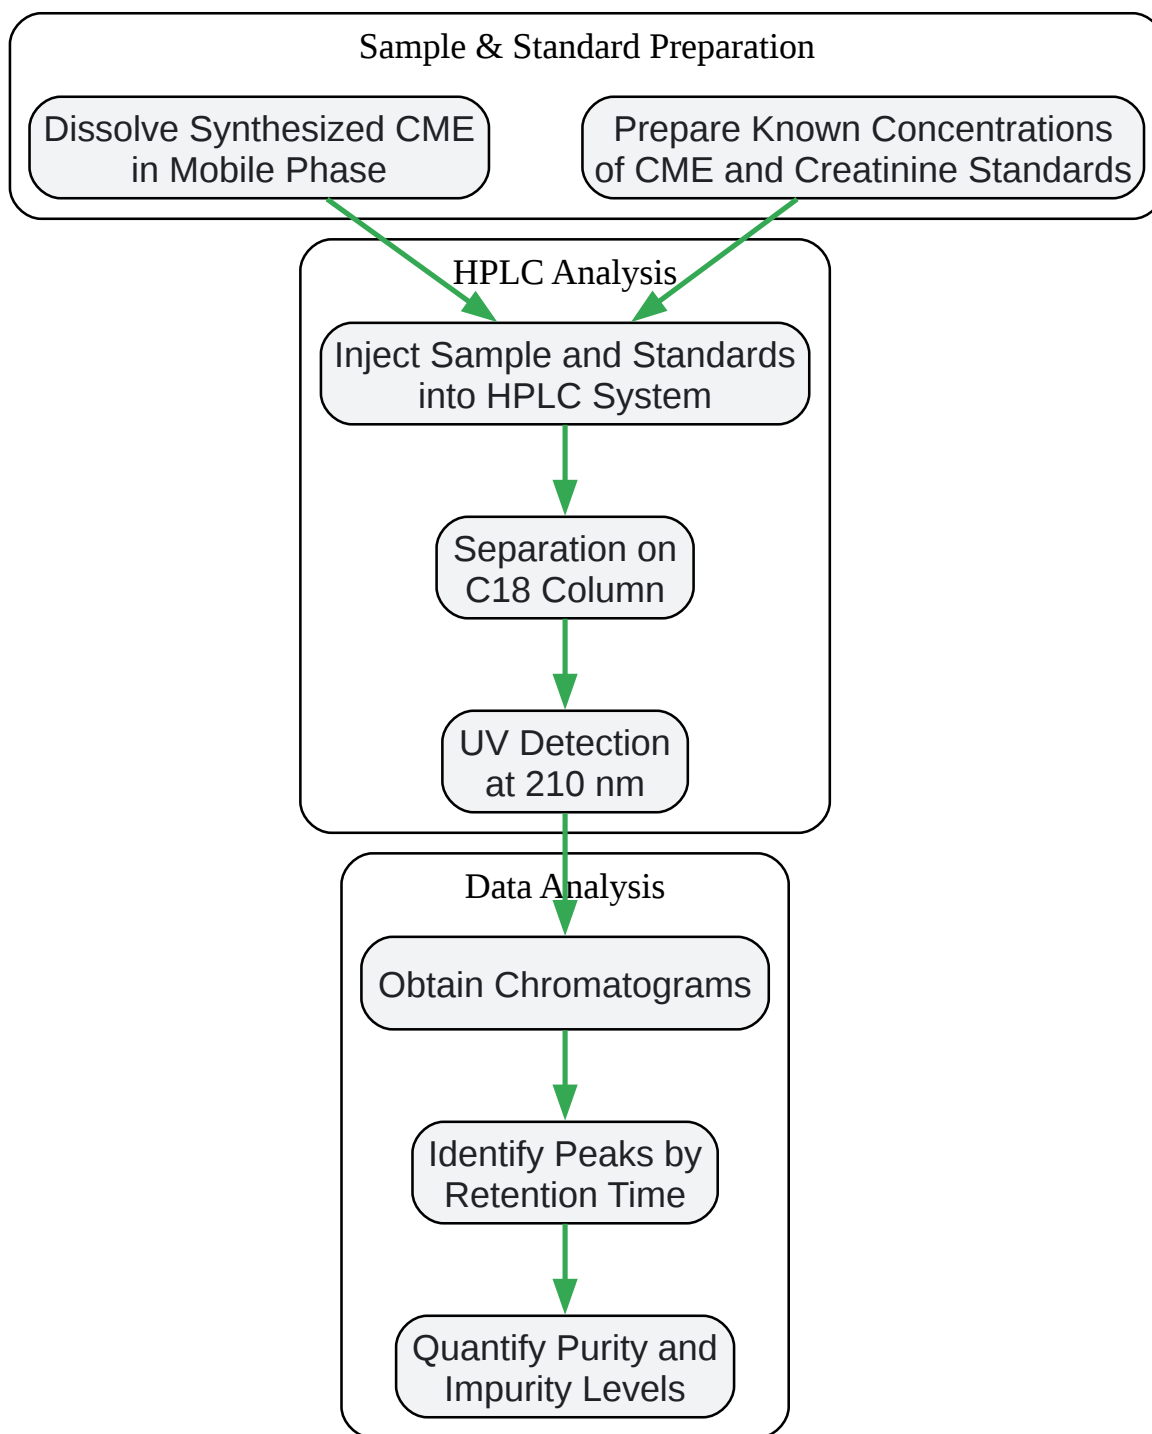 Sample & Standard Preparation
Dissolve Synthesized CME
in Mobile Phase
Prepare Known Concentrations
of CME and Creatinine Standards
HPLC Analysis
Inject Sample and Standards
into HPLC System
Separation on
C18 Column
UV Detection
at 210 nm
Data Analysis
Obtain Chromatograms
Identify Peaks by
Retention Time
Quantify Purity and
Impurity Levels